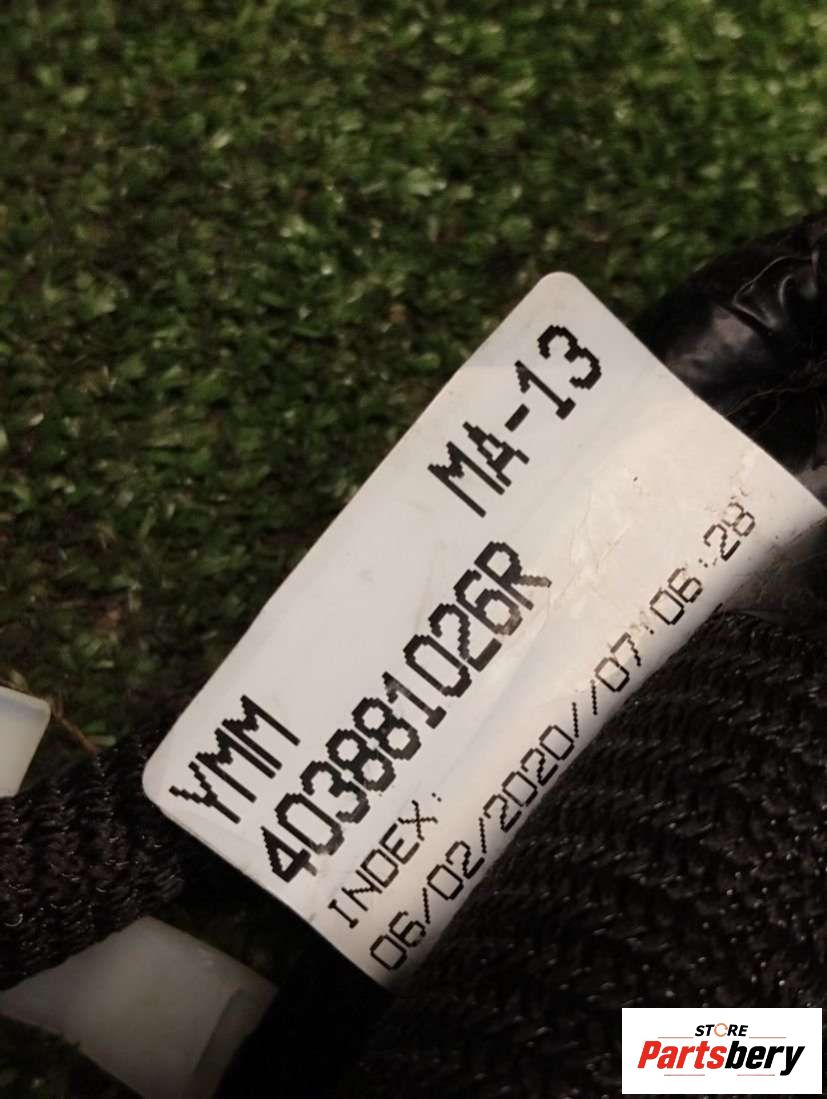 MA-13
YMM
403881026R
INDEX:
06/02/2020//07:06:28
STORE
Partsbery